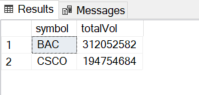 Results Messages
symbol totalVol
1 BAC 312052582
2 CSCO 194754684